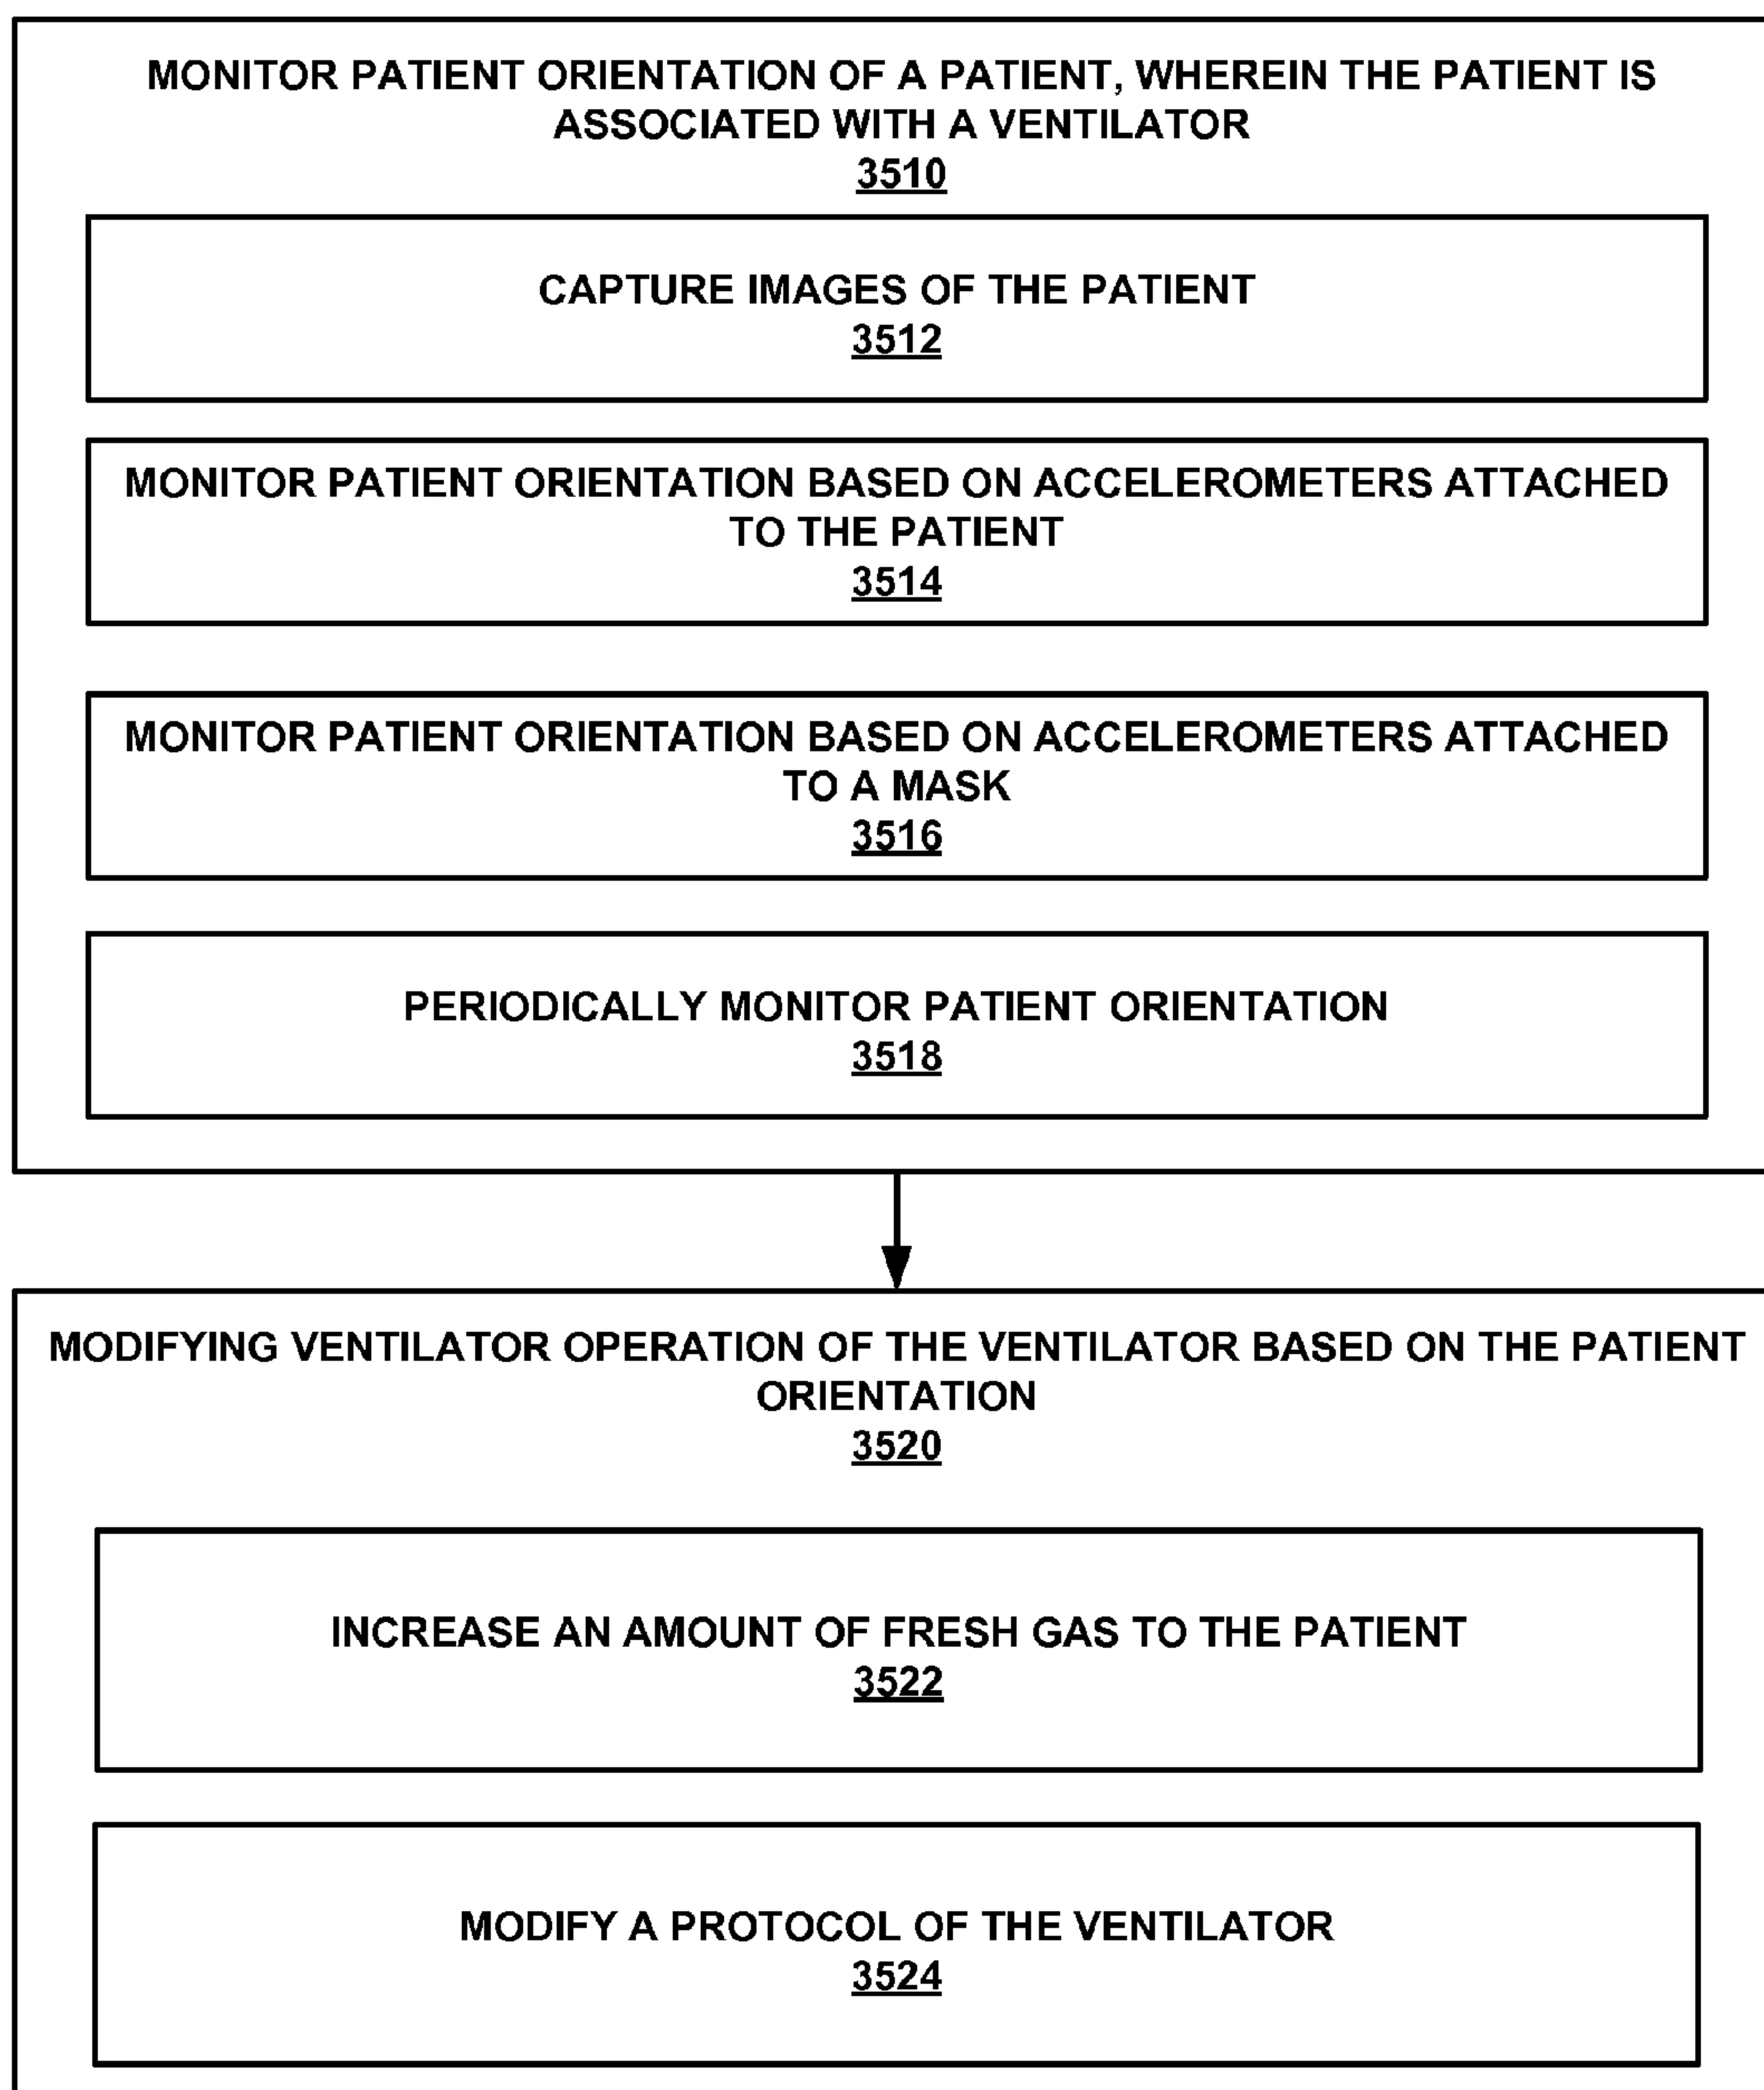 MONITOR PATIENT ORIENTATION OF A PATIENT, WHEREIN THE PATIENT IS
ASSOCIATED WITH A VENTILATOR
3510
CAPTURE IMAGES OF THE PATIENT
3512
MONITOR PATIENT ORIENTATION BASED ON ACCELEROMETERS ATTACHED
TO THE PATIENT
3514
MONITOR PATIENT ORIENTATION BASED ON ACCELEROMETERS ATTACHED
TO A MASK
3516
PERIODICALLY MONITOR PATIENT ORIENTATION
3518
MODIFYING VENTILATOR OPERATION OF THE VENTILATOR BASED ON THE PATIENT
ORIENTATION
3520
INCREASE AN AMOUNT OF FRESH GAS TO THE PATIENT
3522
MODIFY A PROTOCOL OF THE VENTILATOR
3524